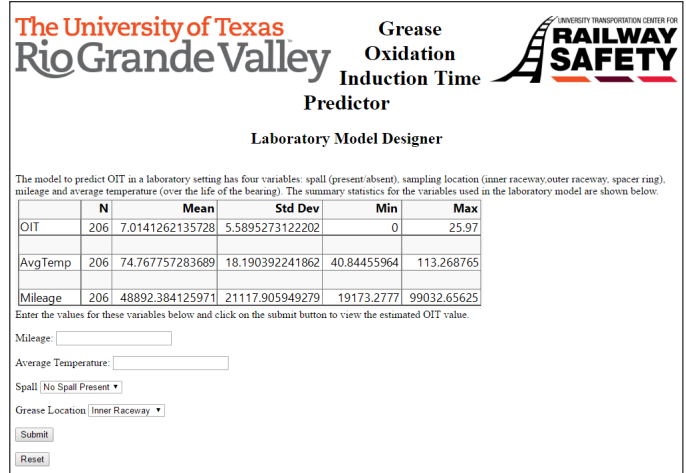 The University of Texas
Rio Grande Valley
Grease
Oxidation
Induction Time
Predictor
UNIVERSITY TRANSPORTATION CENTER FOR
RAILWAY
SAFETY
Laboratory Model Designer
The model to predict OIT in a laboratory setting has four variables: spall (present/absent), sampling location (inner raceway,outer raceway, spacer ring),
mileage and average temperature (over the life of the bearing). The summary statistics for the variables used in the laboratory model are shown below.
N Mean Std Dev Min Max
OIT 206 7.0141262135728 5.5895273122202 0 25.97
AvgTemp 206 74.767757283689 18.190392241862 40.84455964 113.268765
Mileage 206 48892.384125971 21117.905949279 19173.2777 99032.65625
Enter the values for these variables below and click on the submit button to view the estimated OIT value.
Mileage:
Average Temperature:
Spall No Spall Present
Grease Location Inner Raceway
Submit
Reset